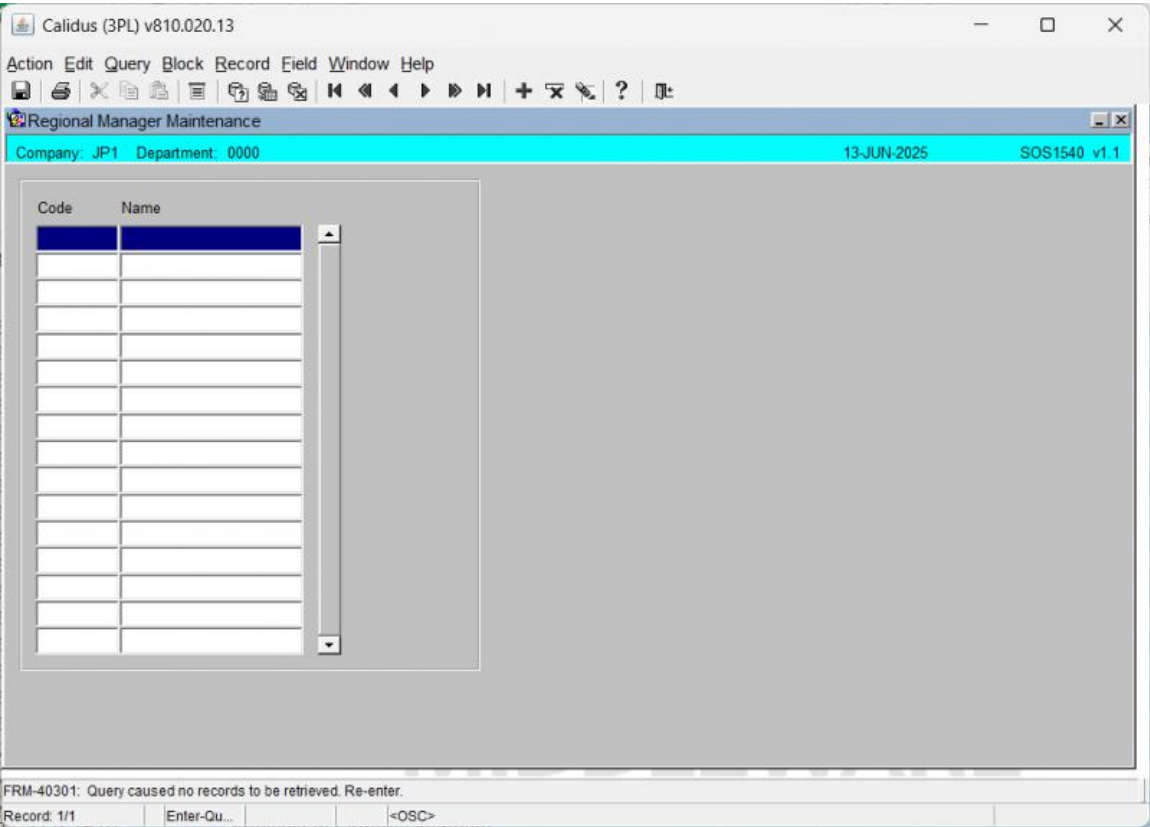 Calidus (3PL) v810.020.13
Action Edit Query Block Record Field Window Help
Regional Manager Maintenance
Company: JP1 Department: 0000 13-JUN-2025 SOS1540 v1.1
Code Name
FRM-40301: Query caused no records to be retrieved. Re-enter.
Record: 1/1 Enter-Qu... <OSC>